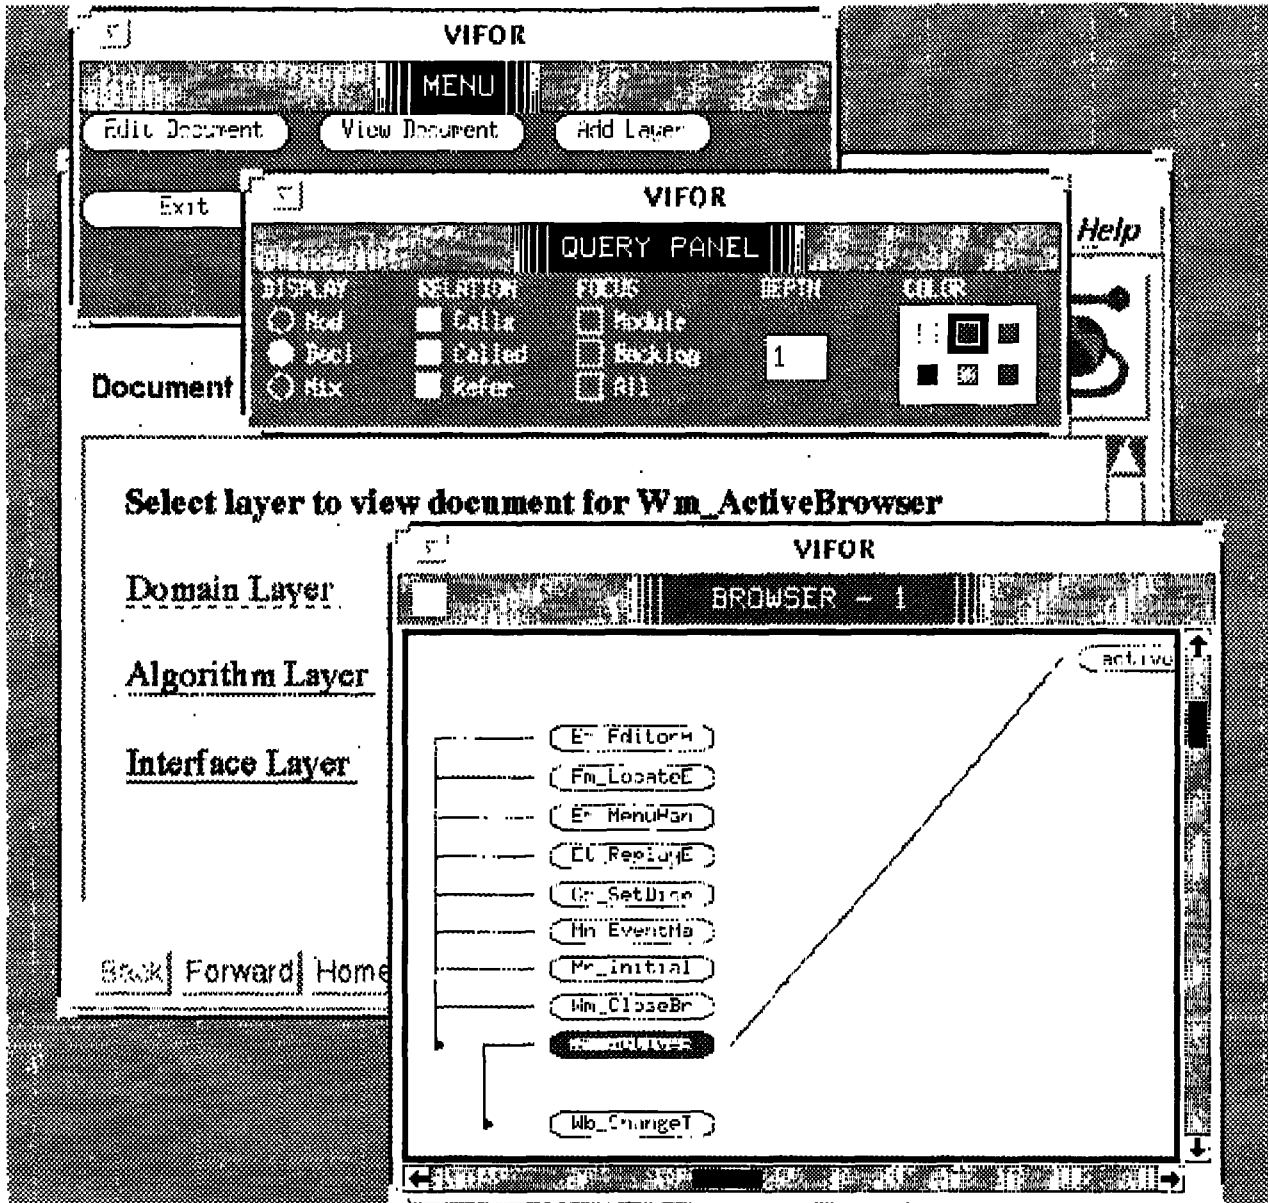 VIFOR
MENU
Edit Document View Document Add Layer
Exit
VIFOR
Help
QUERY PANEL
DISPLAY RELATION FOCUS DEPTH COLOR
Mod Calls Module
Decl Called Backlog 1
Mix Refer All
Document
Select layer to view document for Wm_ActiveBrowser
VIFOR
Domain Layer
BROWSER - 1
active
Algorithm Layer
Interface Layer
Fm_LocateE
Wm_CloseBr
Wb_ChangeT
Back Forward Home